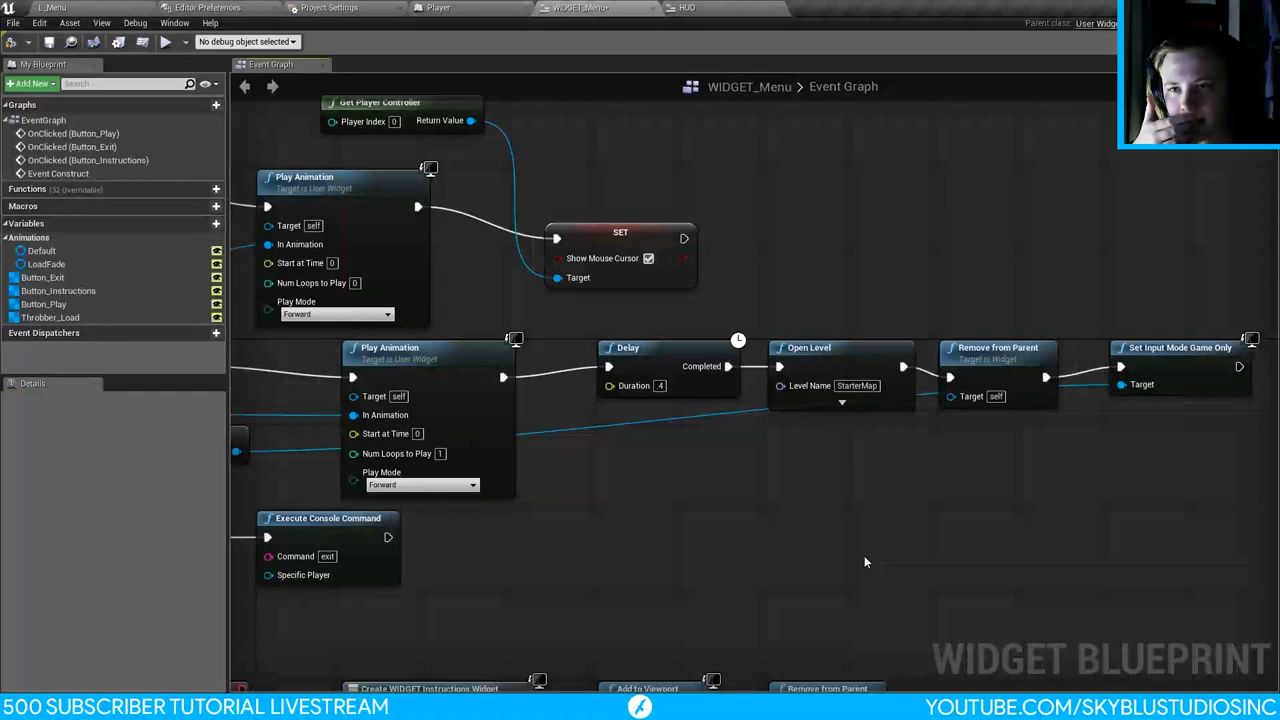 L_Menu
Editor Preferences
Project Settings
Player
WIDGET_Menu*
HUD
File Edit Asset View Debug Window Help
Parent class: User Widg
No debug object selected
My Blueprint
Event Graph
+Add New
Search
WIDGET_Menu > Event Graph
Graphs
EventGraph
OnClicked (Button_Play)
OnClicked (Button_Exit)
OnClicked (Button_Instructions)
Event Construct
Functions (32 Overridable)
Macros
Variables
Animations
Default
LoadFade
Button_Exit
Button_Instructions
Button_Play
Throbber_Load
Event Dispatchers
Details
f Get Player Controller
Player Index 0 Return Value
f Play Animation
Target is User Widget
Target self
In Animation
Start at Time 0
Num Loops to Play 0
Play Mode
Forward
SET
Show Mouse Cursor
Target
f Play Animation
Target is User Widget
Target self
In Animation
Start at Time 0
Num Loops to Play 1
Play Mode
Forward
f Delay
Completed
Duration .4
f Open Level
Level Name StarterMap
f Remove from Parent
Target is Widget
Target self
f Set Input Mode Game Only
Target
f Execute Console Command
Command exit
Specific Player
Create WIDGET Instructions Widget
Add to Viewport
Remove from Parent
WIDGET BLUEPRINT
500 SUBSCRIBER TUTORIAL LIVESTREAM
YOUTUBE.COM/SKYBLUSTUDIOSINC